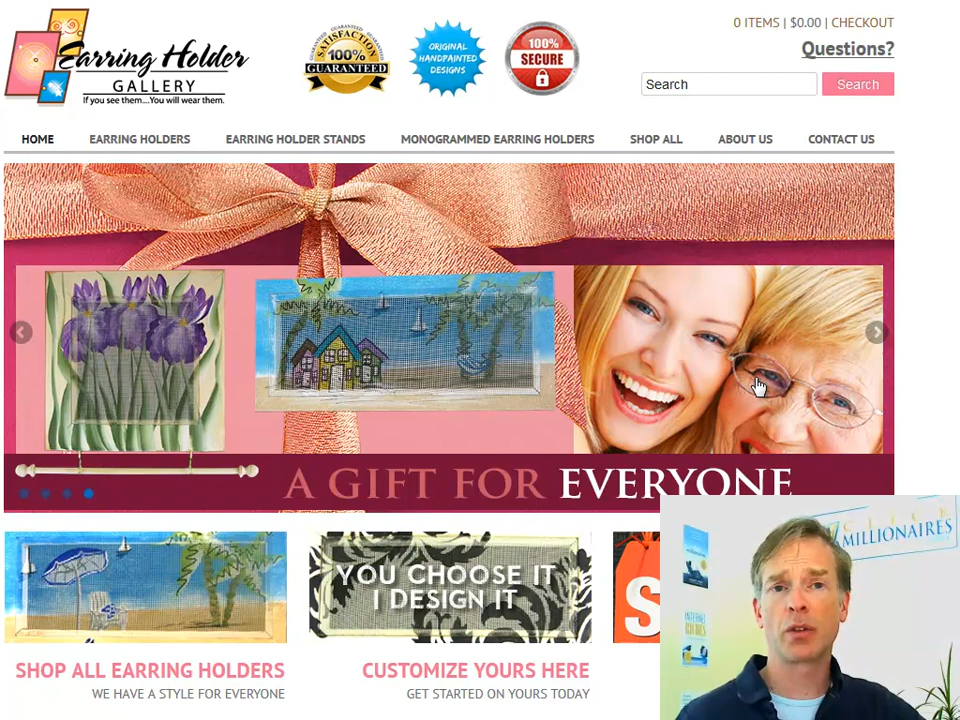 0 ITEMS | $0.00 | CHECKOUT
Earring Holder
GALLERY
If you see them....You will wear them.
SATISFACTION
100%
GUARANTEED
ORIGINAL
HANDPAINTED
DESIGNS
100%
SECURE
Questions?
Search
Search
HOME
EARRING HOLDERS
EARRING HOLDER STANDS
MONOGRAMMED EARRING HOLDERS
SHOP ALL
ABOUT US
CONTACT US
A GIFT FOR EVERYONE
YOU CHOOSE IT
I DESIGN IT
S
CLICK
MILLIONAIRES
INTERNET
RICHES
SHOP ALL EARRING HOLDERS
WE HAVE A STYLE FOR EVERYONE
CUSTOMIZE YOURS HERE
GET STARTED ON YOURS TODAY